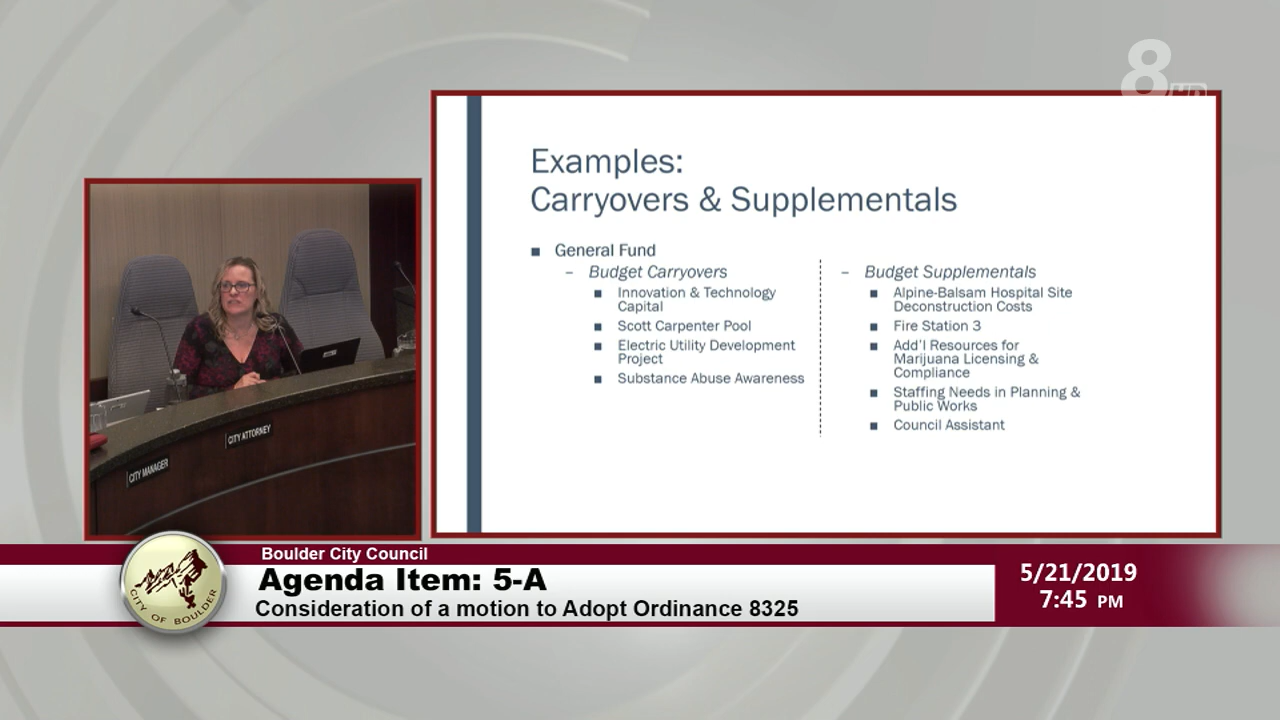 8
HD
Examples:
Carryovers & Supplementals
■ General Fund
– Budget Carryovers
■ Innovation & Technology
Capital
■ Scott Carpenter Pool
■ Electric Utility Development
Project
■ Substance Abuse Awareness
– Budget Supplementals
■ Alpine-Balsam Hospital Site
Deconstruction Costs
■ Fire Station 3
■ Add'l Resources for
Marijuana Licensing &
Compliance
■ Staffing Needs in Planning &
Public Works
■ Council Assistant
CITY MANAGER
CITY ATTORNEY
CITY OF BOULDER
Boulder City Council
Agenda Item: 5-A
Consideration of a motion to Adopt Ordinance 8325
5/21/2019
7:45 PM